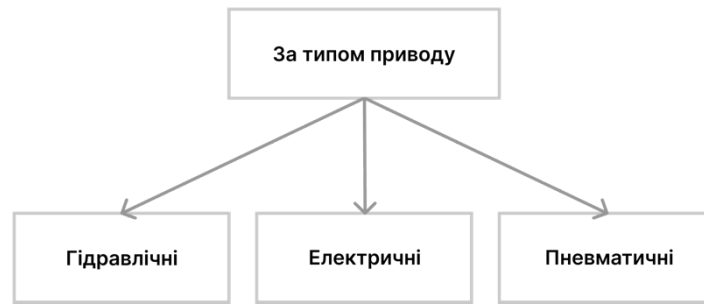 За типом приводу
Гідравлічні
Електричні
Пневматичні